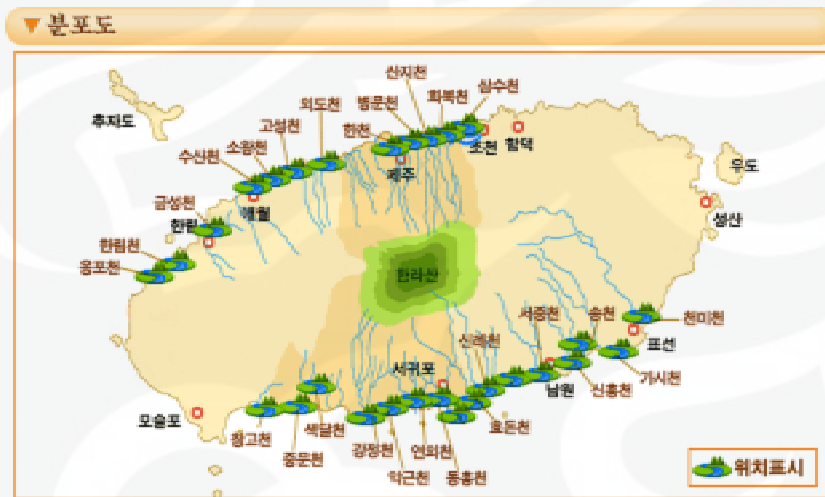 분포도
산지천
병문천
화북천
삼수천
외도천
고성천
한천
소왕천
수산천
추자도
조천
함덕
제주
우도
금성천
애월
한림
성산
한림천
옹포천
한라산
서중천
송천
천미천
신례천
표선
서귀포
가시천
남원
신흥천
모슬포
창고천
색달천
중문천
강정천
악근천
연외천
동홍천
효돈천
위치표시